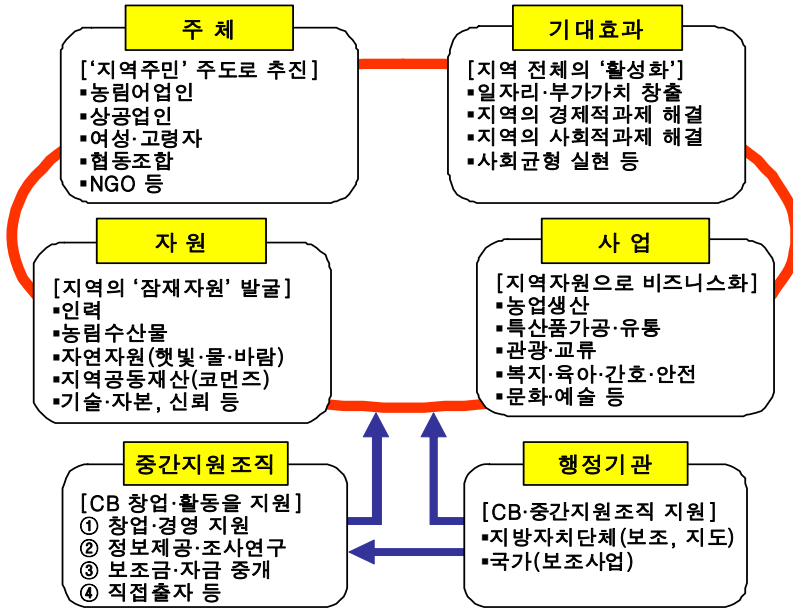 주 체
[‘지역주민’ 주도로 추진]
▪농림어업인
▪상공업인
▪여성·고령자
▪협동조합
▪NGO 등
기대효과
[지역 전체의 ‘활성화’]
▪일자리·부가가치 창출
▪지역의 경제적과제 해결
▪지역의 사회적과제 해결
▪사회균형 실현 등
자 원
[지역의 ‘잠재자원’ 발굴]
▪인력
▪농림수산물
▪자연자원(햇빛·물·바람)
▪지역공동재산(코먼즈)
▪기술·자본, 신뢰 등
사 업
[지역자원으로 비즈니스화]
▪농업생산
▪특산품가공·유통
▪관광·교류
▪복지·육아·간호·안전
▪문화·예술 등
중간지원조직
[CB 창업·활동을 지원]
① 창업·경영 지원
② 정보제공·조사연구
③ 보조금·자금 중개
④ 직접출자 등
행정기관
[CB·중간지원조직 지원]
▪지방자치단체(보조, 지도)
▪국가(보조사업)